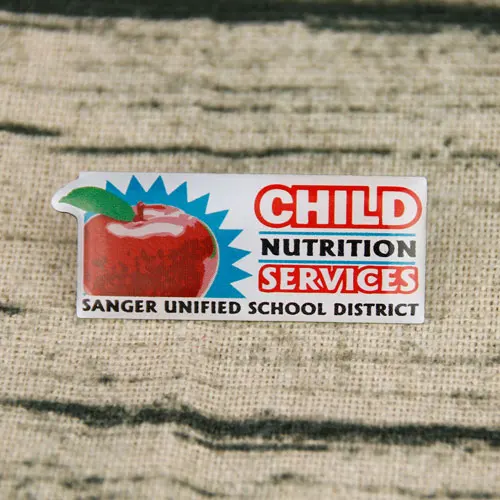 CHILD
NUTRITION
SERVICES
SANGER UNIFIED SCHOOL DISTRICT